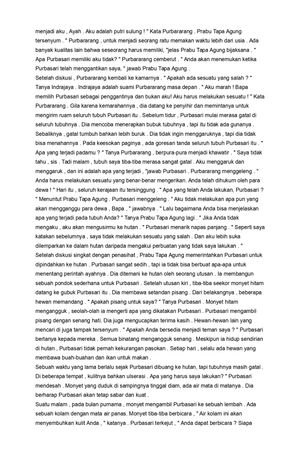 menjadi aku , Ayah . Aku adalah putri sulung ! " Kata Purbararang . Prabu Tapa Agung
tersenyum . " Purbararang , untuk menjadi seorang ratu memakan waktu lebih dari usia . Ada
banyak kualitas lain bahwa seseorang harus memiliki, "jelas Prabu Tapa Agung bijaksana . "
Apa Purbasari memiliki aku tidak? " Purbararang cemberut , " Anda akan menemukan ketika
Purbasari telah menggantikan saya, " jawab Prabu Tapa Agung .
Setelah diskusi , Purbararang kembali ke kamarnya . " Apakah ada sesuatu yang salah ? "
Tanya Indrajaya . Indrajaya adalah suami Purbararang masa depan . " Aku marah ! Bapa
memilih Purbasari sebagai penggantinya dan bukan aku! Aku harus melakukan sesuatu! " Kata
Purbararang . Gila karena kemarahannya , dia datang ke penyihir dan memintanya untuk
mengirim ruam seluruh tubuh Purbasari itu . Sebelum tidur , Purbasari mulai merasa gatal di
seluruh tubuhnya . Dia mencoba menerapkan bubuk tubuhnya , tapi itu tidak ada gunanya .
Sebaliknya , gatal tumbuh bahkan lebih buruk . Dia tidak ingin menggaruknya , tapi dia tidak
bisa menahannya . Pada keesokan paginya , ada goresan tanda seluruh tubuh Purbasari itu . "
Apa yang terjadi padamu ? " Tanya Purbararang , berpura-pura menjadi khawatir . "Saya tidak
tahu , sis . Tadi malam , tubuh saya tiba-tiba merasa sangat gatal . Aku menggaruk dan
menggaruk , dan ini adalah apa yang terjadi , "jawab Purbasari . Purbararang menggeleng . "
Anda harus melakukan sesuatu yang benar-benar mengerikan. Anda telah dihukum oleh para
dewa ! " Hari itu , seluruh kerajaan itu tersinggung . " Apa yang telah Anda lakukan, Purbasari ?
" Menuntut Prabu Tapa Agung . Purbasari menggeleng . " Aku tidak melakukan apa pun yang
akan mengganggu para dewa , Bapa , " jawabnya . " Lalu bagaimana Anda bisa menjelaskan
apa yang terjadi pada tubuh Anda? " Tanya Prabu Tapa Agung lagi . " Jika Anda tidak
mengaku , aku akan mengusirmu ke hutan . " Purbasari menarik napas panjang . " Seperti saya
katakan sebelumnya , saya tidak melakukan sesuatu yang salah . Dan aku lebih suka
dilemparkan ke dalam hutan daripada mengakui perbuatan yang tidak saya lakukan . "
Setelah diskusi singkat dengan penasihat , Prabu Tapa Agung memerintahkan Purbasari untuk
dipindahkan ke hutan . Purbasari sangat sedih , tapi ia tidak bisa berbuat apa-apa untuk
menentang perintah ayahnya . Dia ditemani ke hutan oleh seorang utusan . Ia membangun
sebuah pondok sederhana untuk Purbasari . Setelah utusan kiri , tiba-tiba seekor monyet hitam
datang ke gubuk Purbasari itu . Dia membawa selandan pisang . Dari belakangnya , beberapa
hewan memandang . " Apakah pisang untuk saya? " Tanya Purbasari . Monyet hitam
mengangguk , seolah-olah ia mengerti apa yang dikatakan Purbasari . Purbasari mengambil
pisang dengan senang hati. Dia juga mengucapkan terima kasih . Hewan-hewan lain yang
mencari di juga tampak tersenyum . " Apakah Anda bersedia menjadi teman saya ? " Purbasari
bertanya kepada mereka . Semua binatang mengangguk senang . Meskipun ia hidup sendirian
di hutan , Purbasari tidak pernah kekurangan pasokan . Setiap hari , selalu ada hewan yang
membawa buah-buahan dan ikan untuk makan .
Sebuah waktu yang lama berlalu sejak Purbasari dibuang ke hutan, tapi tubuhnya masih gatal .
Di beberapa tempat , kulitnya bahkan ulserasi . Apa yang harus saya lakukan? " Purbasari
mendesah . Monyet yang duduk di sampingnya tinggal diam, ada air mata di matanya . Dia
berharap Purbasari akan tetap sabar dan kuat .
Suatu malam , pada bulan purnama , monyet mengambil Purbasari ke sebuah lembah . Ada
sebuah kolam dengan mata air panas. Monyet tiba-tiba berbicara , " Air kolam ini akan
menyembuhkan kulit Anda , " katanya . Purbasari terkejut , " Anda dapat berbicara ? Siapa